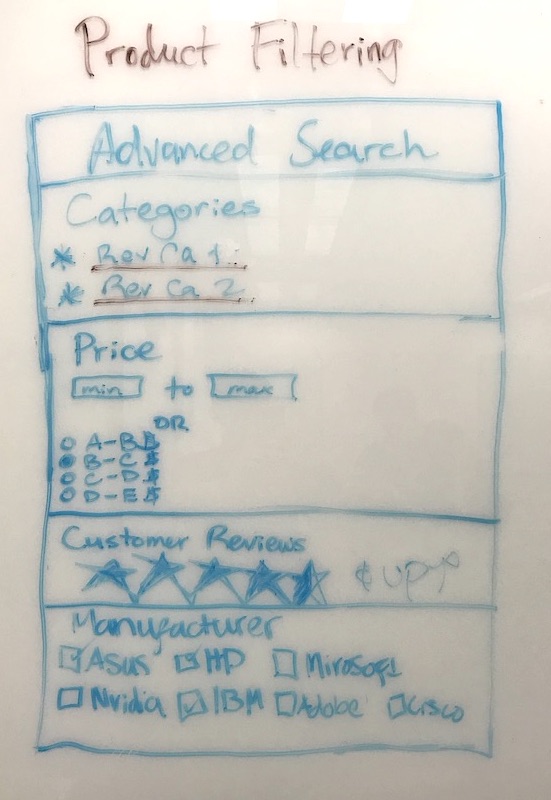 Product Filtering
Advanced Search
Categories
* Rev Ca 1
* Rev Ca 2
Price
min to max
OR
A-B $
B-C $
C-D $
D-E $
Customer Reviews
& up
Manufacturer
Asus HP Mirosoft
Nvidia IBM Adobe Cisco